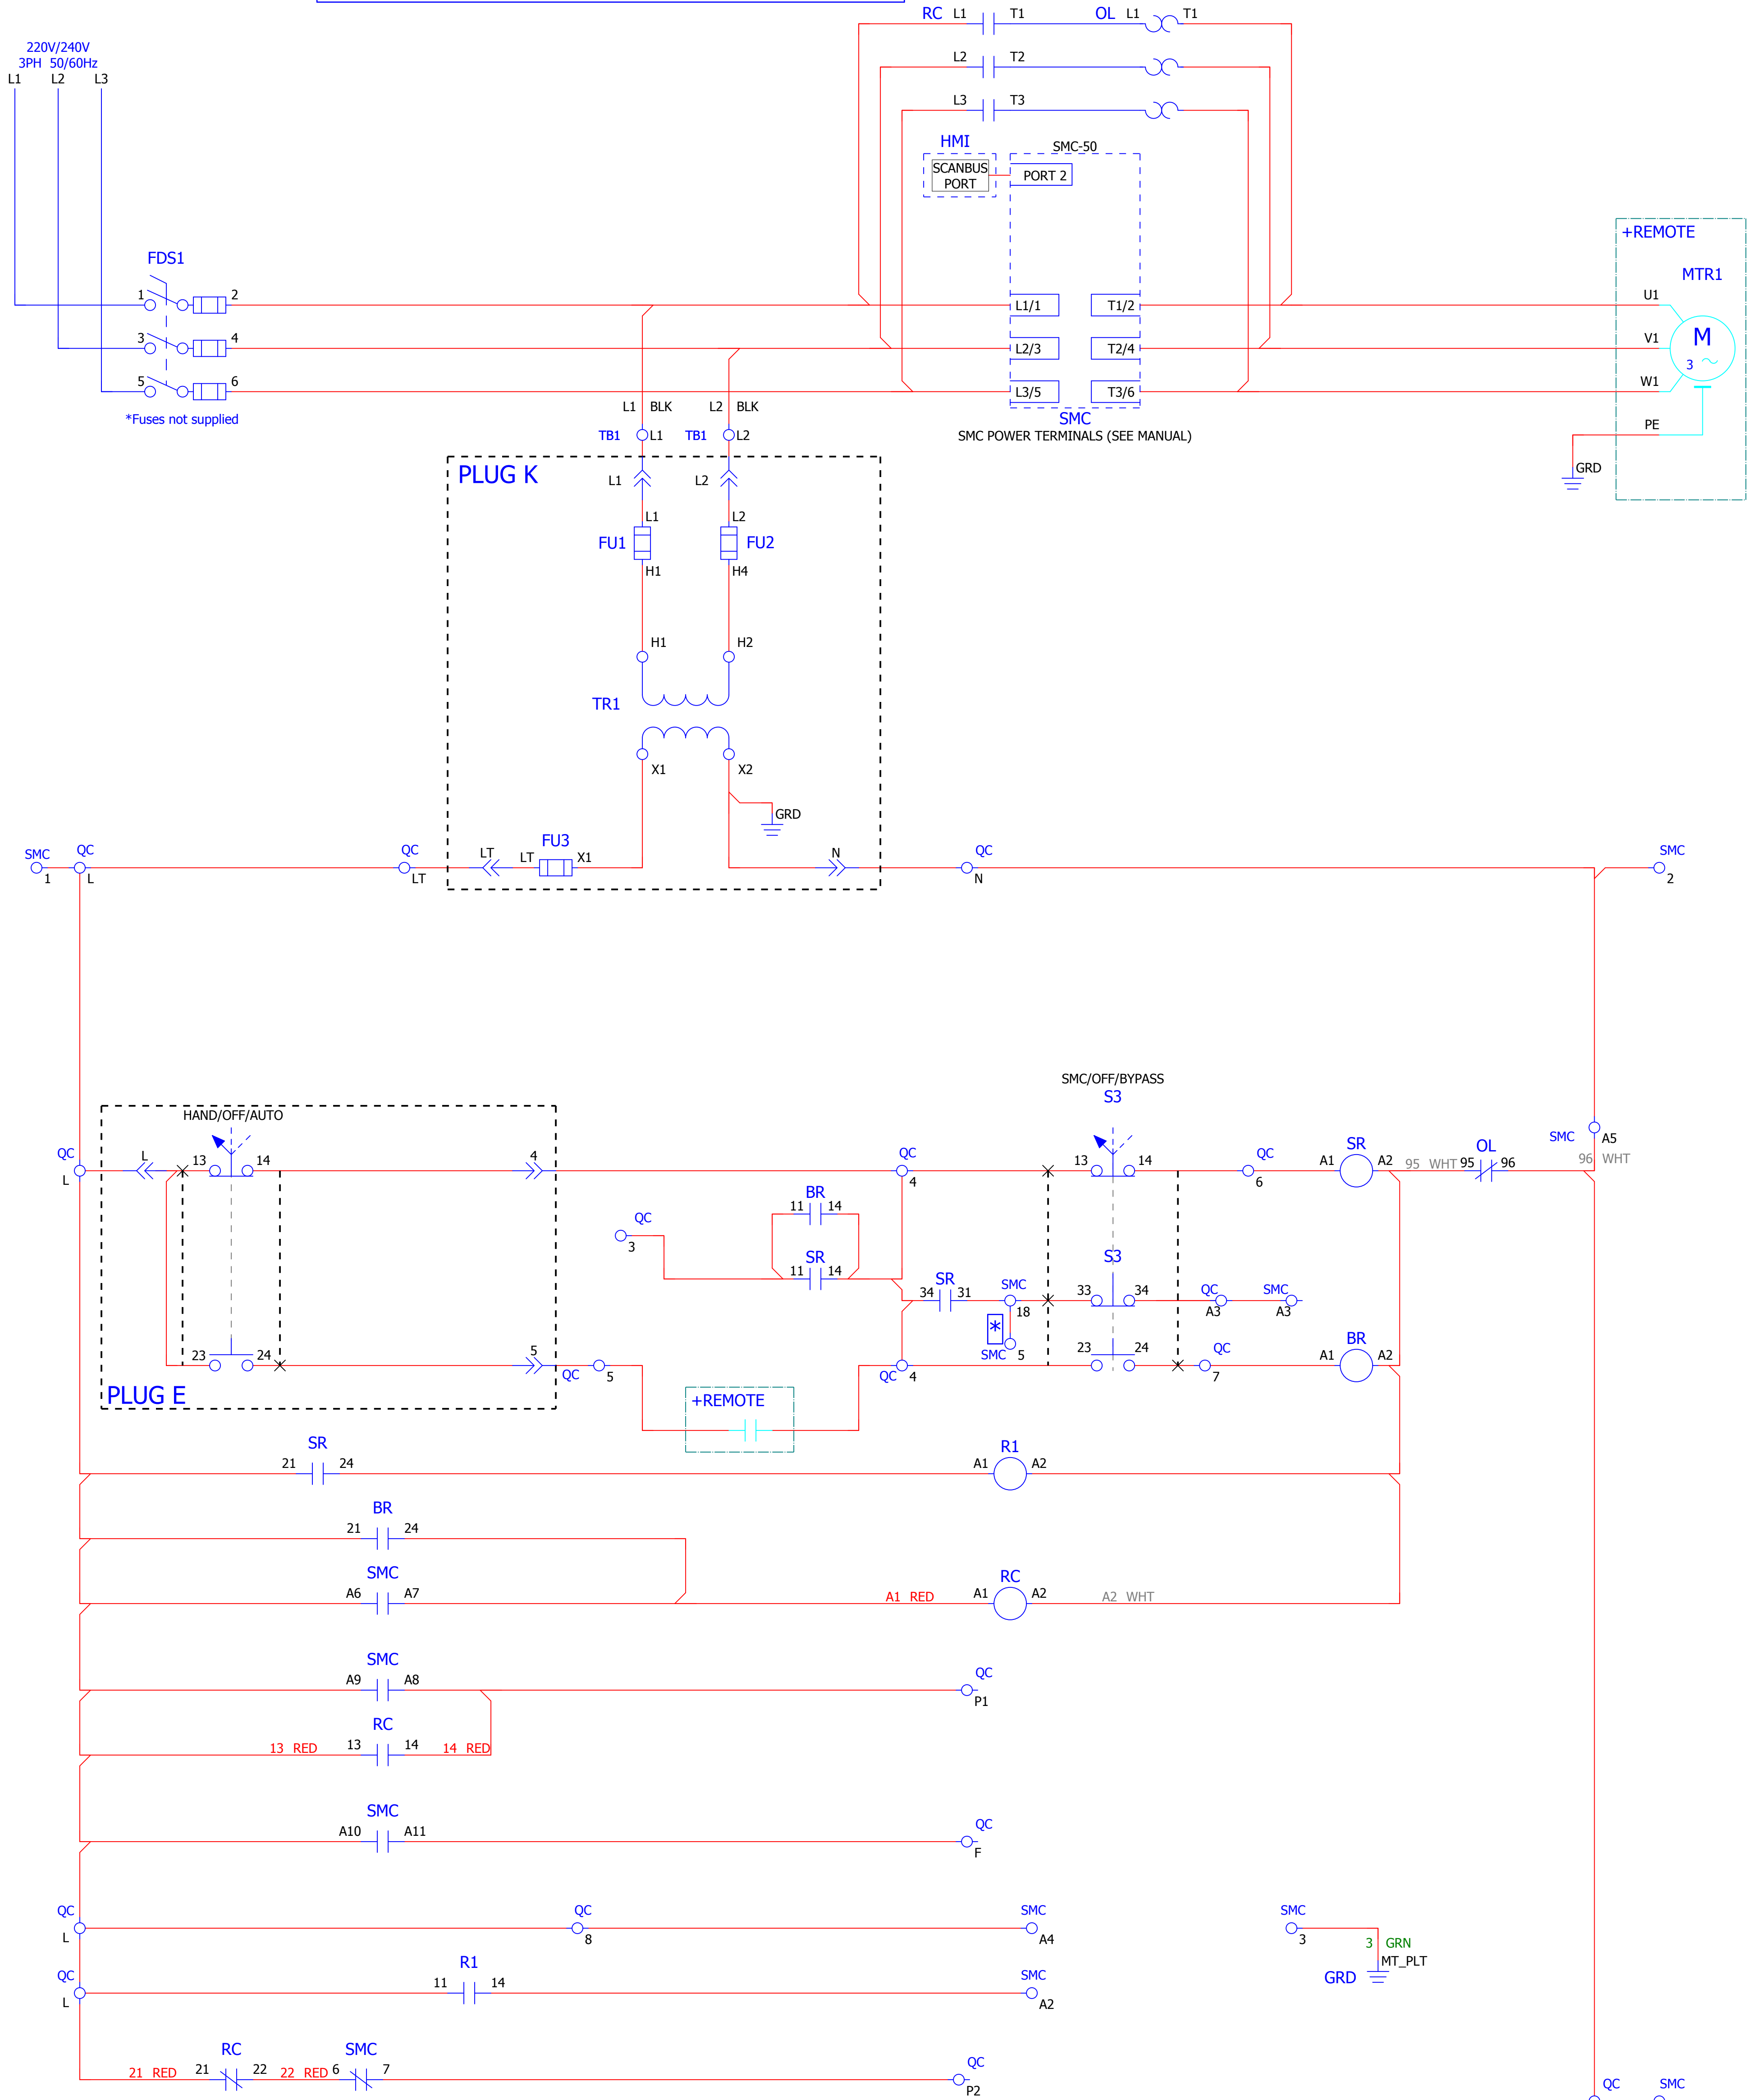 RC L1 T1 OL L1 T1
220V/240V
3PH 50/60Hz
L1 L2 L3
L2 T2
L3 T3
HMI
SMC-50
SCANBUS
PORT
PORT 2
+REMOTE
MTR1
FDS1
1 2
L1/1 T1/2
U1
3 4
L2/3 T2/4
V1
M
3
5 6
L3/5 T3/6
W1
*Fuses not supplied
L1 BLK L2 BLK
SMC
SMC POWER TERMINALS (SEE MANUAL)
PE
TB1 L1 TB1 L2
GRD
PLUG K
L1 L2
L1 L2
FU1 FU2
H1 H4
H1 H2
TR1
X1 X2
GRD
FU3
SMC QC QC
LT LT X1 N
QC SMC
1 L LT N 2
SMC/OFF/BYPASS
S3
HAND/OFF/AUTO
SMC A5
QC L 13 14 4 QC 13 14 QC SR OL
L 4 6 A1 A2 95 WHT 95 96 96 WHT
BR
11 14
QC
3
SR
11 14
S3
SR
34 31 SMC 33 34 QC SMC
18 A3 A3
*
SMC 5
23 24 5 QC 5 QC 4 23 24 QC 7 BR A1 A2
PLUG E
+REMOTE
SR
21 24
R1
A1 A2
BR
21 24
SMC
A6 A7
RC
A1 RED A1 A2 A2 WHT
SMC
A9 A8
QC
P1
RC
13 RED 13 14 14 RED
SMC
A10 A11
QC
F
QC QC SMC SMC
L 8 A4 3
3 GRN
MT_PLT
GRD
QC R1 SMC
L 11 14 A2
RC SMC
21 RED 21 22 22 RED 6 7
QC
P2
QC SMC